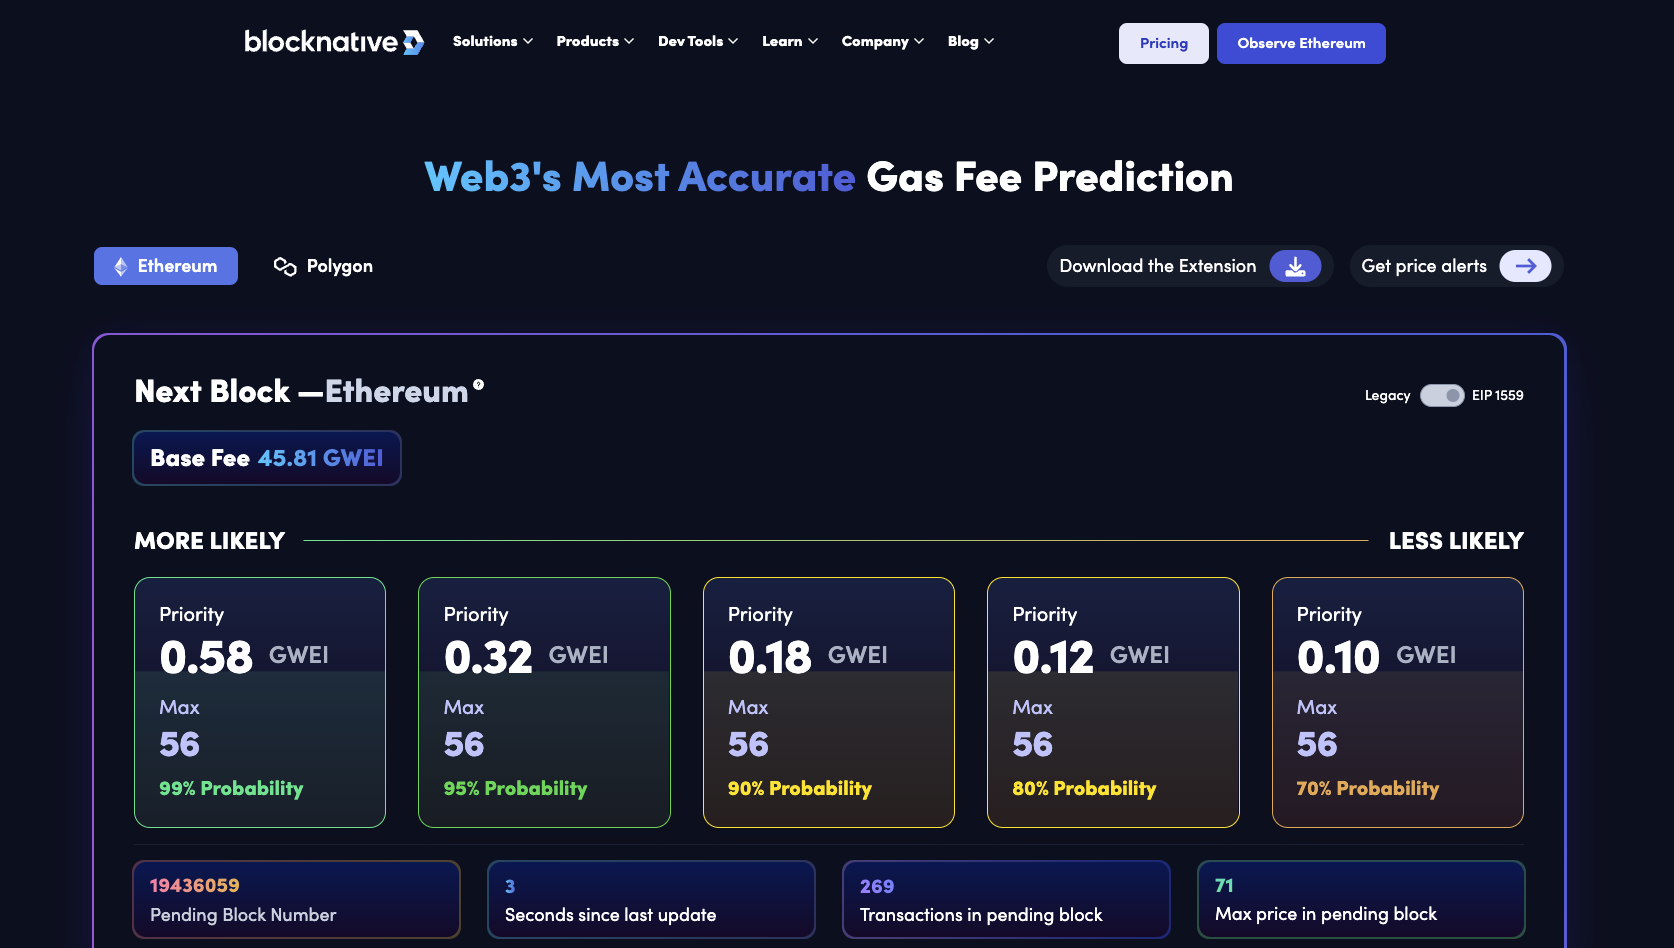 blocknative
Solutions Products Dev Tools Learn Company Blog Pricing Observe Ethereum
Web3's Most Accurate Gas Fee Prediction
Ethereum Polygon Download the Extension Get price alerts
Next Block —Ethereum ?
Legacy EIP 1559
Base Fee 45.81 GWEI
MORE LIKELY LESS LIKELY
Priority Priority Priority Priority Priority
0.58 GWEI 0.32 GWEI 0.18 GWEI 0.12 GWEI 0.10 GWEI
Max Max Max Max Max
56 56 56 56 56
99% Probability 95% Probability 90% Probability 80% Probability 70% Probability
19436059 3 269 71
Pending Block Number Seconds since last update Transactions in pending block Max price in pending block